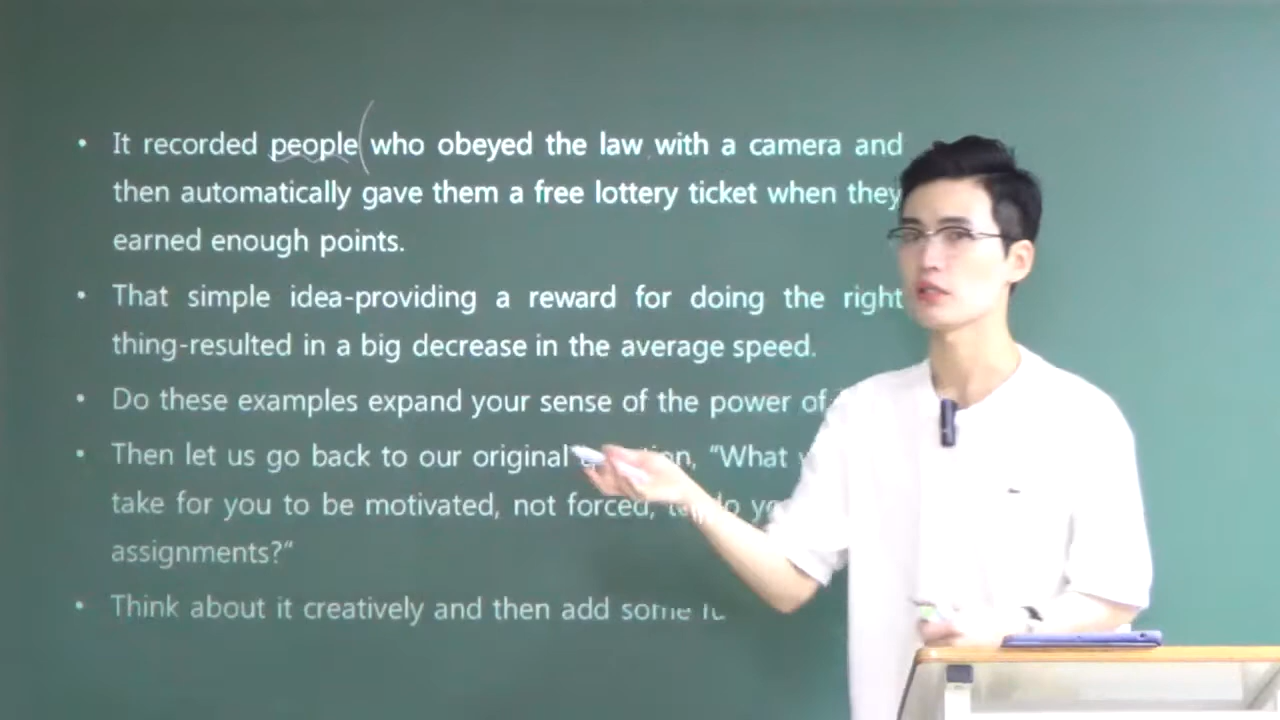 • It recorded people who obeyed the law with a camera and
then automatically gave them a free lottery ticket when they
earned enough points.
• That simple idea-providing a reward for doing the right
thing-resulted in a big decrease in the average speed.
• Do these examples expand your sense of the power of
• Then let us go back to our original "What
take for you to be motivated, not forced,
assignments?"
• Think about it creatively and then add some